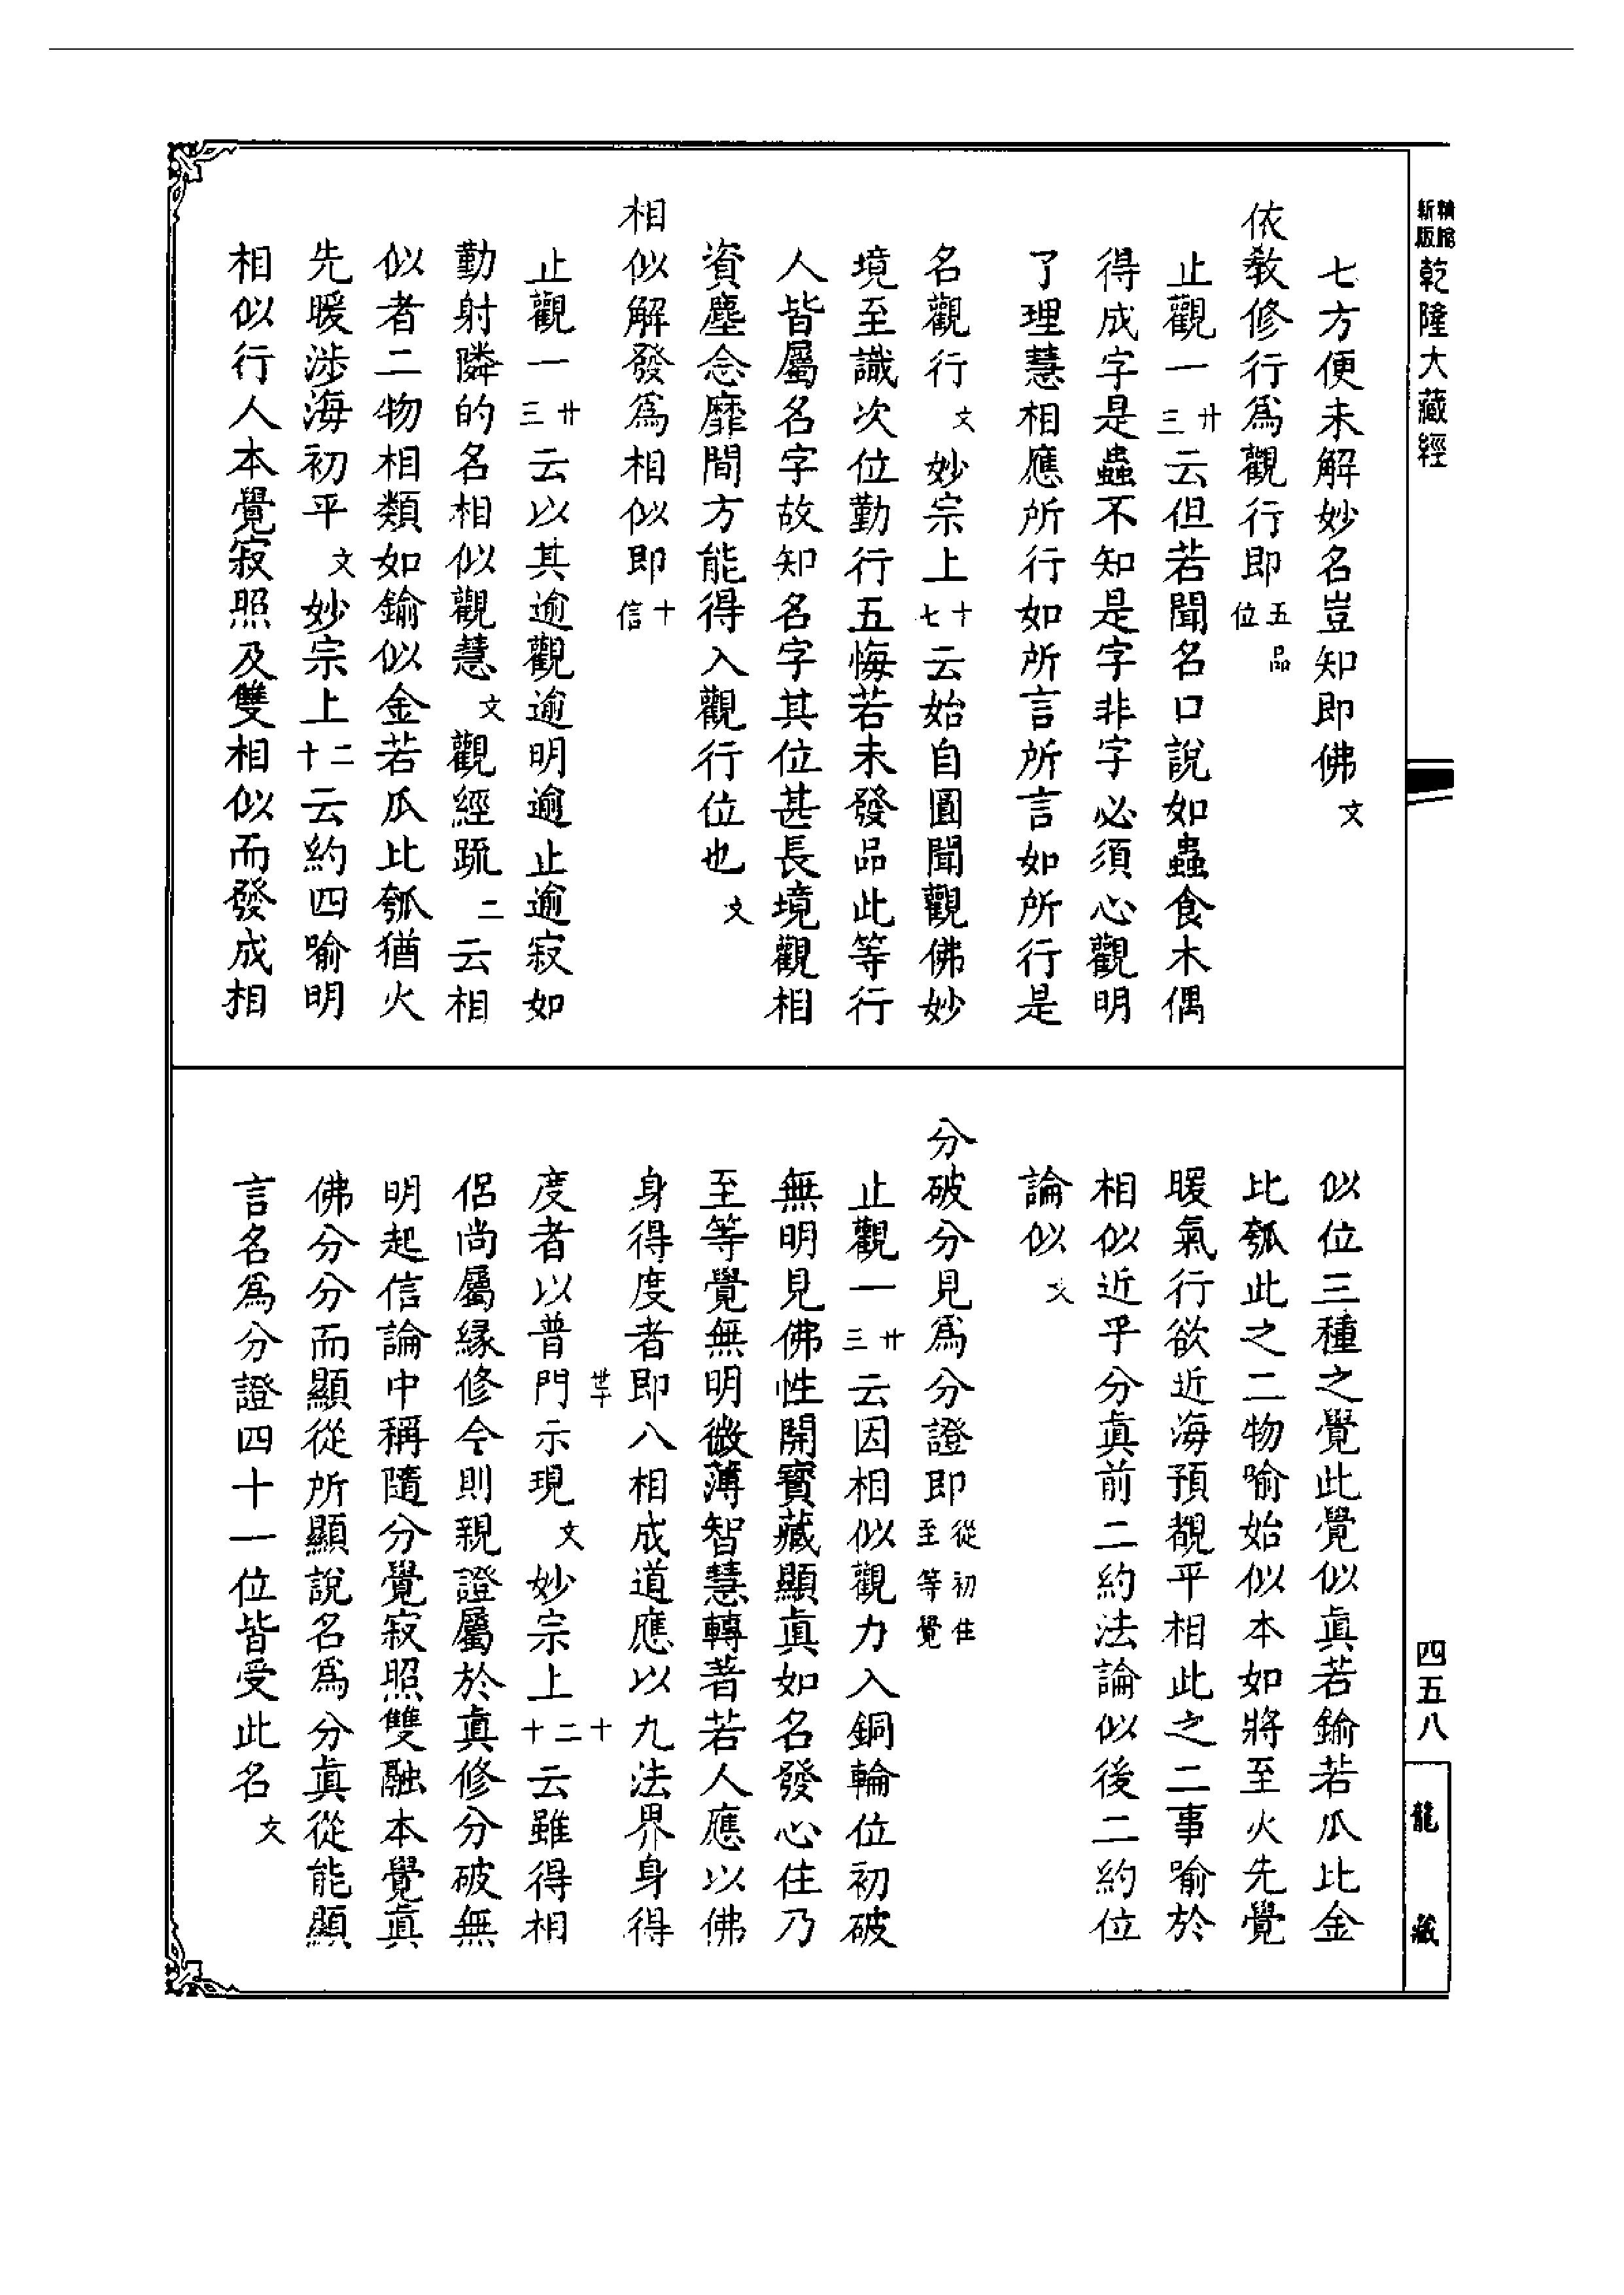 精縮新版乾隆大藏經
七方便未解妙名豈知即佛文
依教修行爲觀行即五品位
止觀一廿三云但若聞名口說如蟲食木偶
得成字是蟲不知是字非字必須心觀明
了理慧相應所行如所言所言如所行是
名觀行文妙宗上十七云始自圓聞觀佛妙
境至識次位勤行五悔若未發品此等行
人皆屬名字故知名字其位甚長境觀相
資塵念靡間方能得入觀行位也文
相似解發爲相似即十信
止觀一廿三云以其逾觀逾明逾止逾寂如
勤射隣的名相似觀慧文觀經疏二云相
似者二物相類如鍮似金若瓜比瓠猶火
先暖涉海初平文妙宗上二十云約四喻明
相似行人本覺寂照及雙相似而發成相
似位三種之覺此覺似眞若鍮若瓜比金
比瓠此之二物喻始似本如將至火先覺
暖氣行欲近海預覩平相此之二事喻於
相似近乎分眞前二約法論似後二約位
論似文
分破分見爲分證即從初住至等覺
止觀一廿三云因相似觀力入銅輪位初破
無明見佛性開寶藏顯眞如名發心住乃
至等覺無明微薄智慧轉著若人應以佛
身得度者即八相成道應以九法界身得
度者以普門示現文妙宗上二十云雖得相
侶尚屬緣修今則親證屬於眞修分破無
明起信論中稱隨分覺寂照雙融本覺眞
佛分分而顯從所顯說名爲分眞從能顯
言名爲分證四十一位皆受此名文
四五八
龍藏